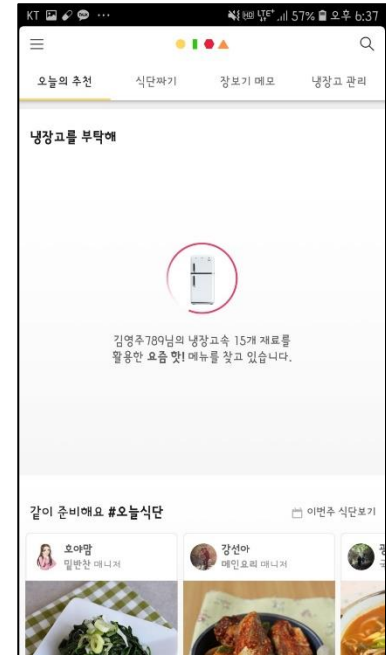 KT ··· LTE+ 57% 오후 6:37
오늘의 추천 식단짜기 장보기 메모 냉장고 관리
냉장고를 부탁해
김영주789님의 냉장고속 15개 재료를
활용한 요즘 핫! 메뉴를 찾고 있습니다.
같이 준비해요 #오늘식단 이번주 식단보기
호야맘 강선아
밑반찬 매니저 메인요리 매니저